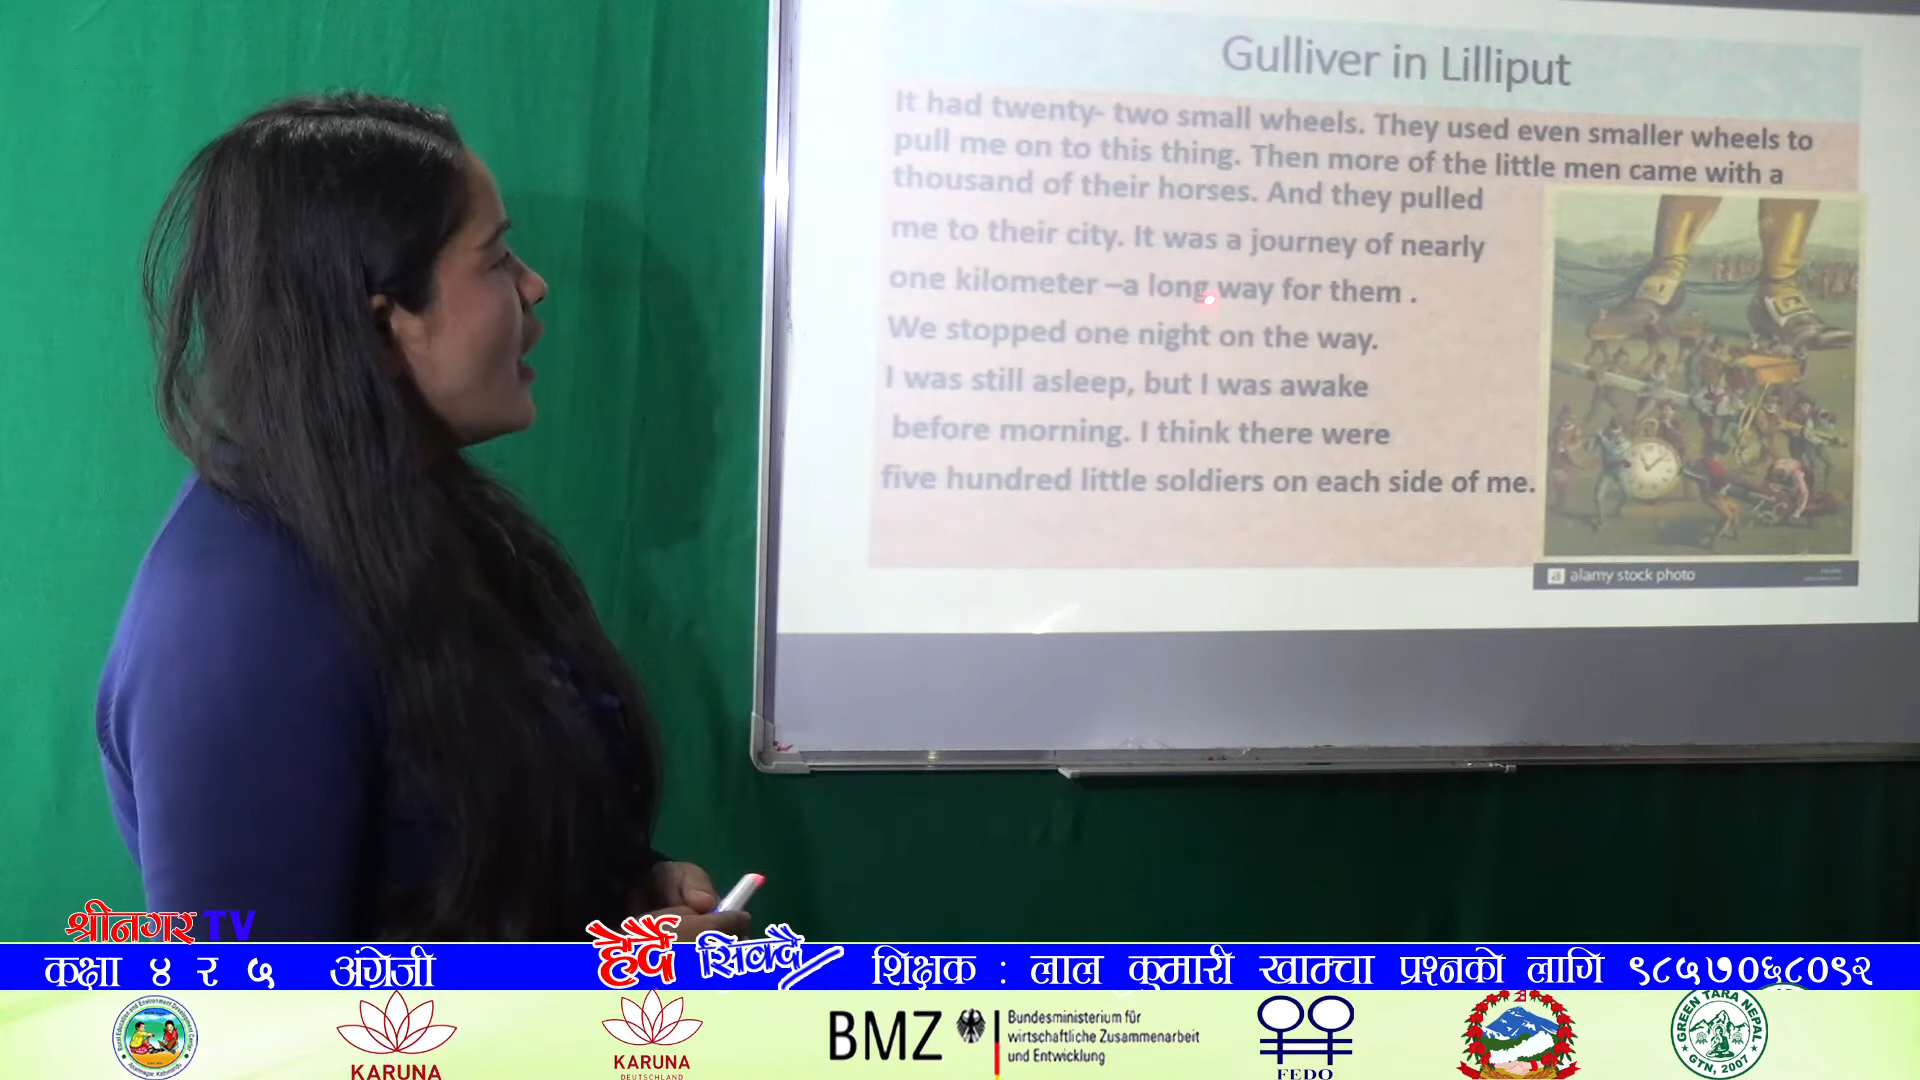 Gulliver in Lilliput
It had twenty- two small wheels. They used even smaller wheels to
pull me on to this thing. Then more of the little men came with a
thousand of their horses. And they pulled
me to their city. It was a journey of nearly
one kilometer –a long way for them .
We stopped one night on the way.
I was still asleep, but I was awake
before morning. I think there were
five hundred little soldiers on each side of me.
a alamy stock photo
श्रीनगर TV
हेर्दै सिक्दै
कक्षा ४ र ५ अंग्रेजी
शिक्षक : लाल कुमारी खाम्चा प्रश्नको लागि ९८५७०६८०९२
KARUNA
KARUNA
DEUTSCHLAND
BMZ
Bundesministerium für
wirtschaftliche Zusammenarbeit
und Entwicklung
FEDO
GREEN TARA NEPAL
GTN, 2007